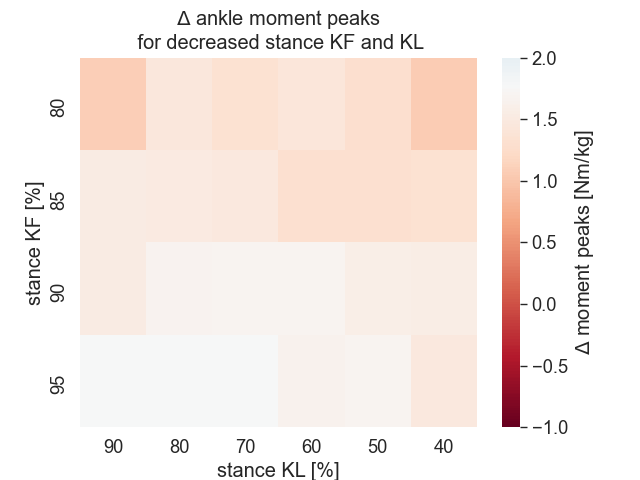 Δ ankle moment peaks
for decreased stance KF and KL
80
85
90
95
stance KF [%]
90 80 70 60 50 40
stance KL [%]
2.0
1.5
1.0
0.5
0.0
−0.5
−1.0
Δ moment peaks [Nm/kg]